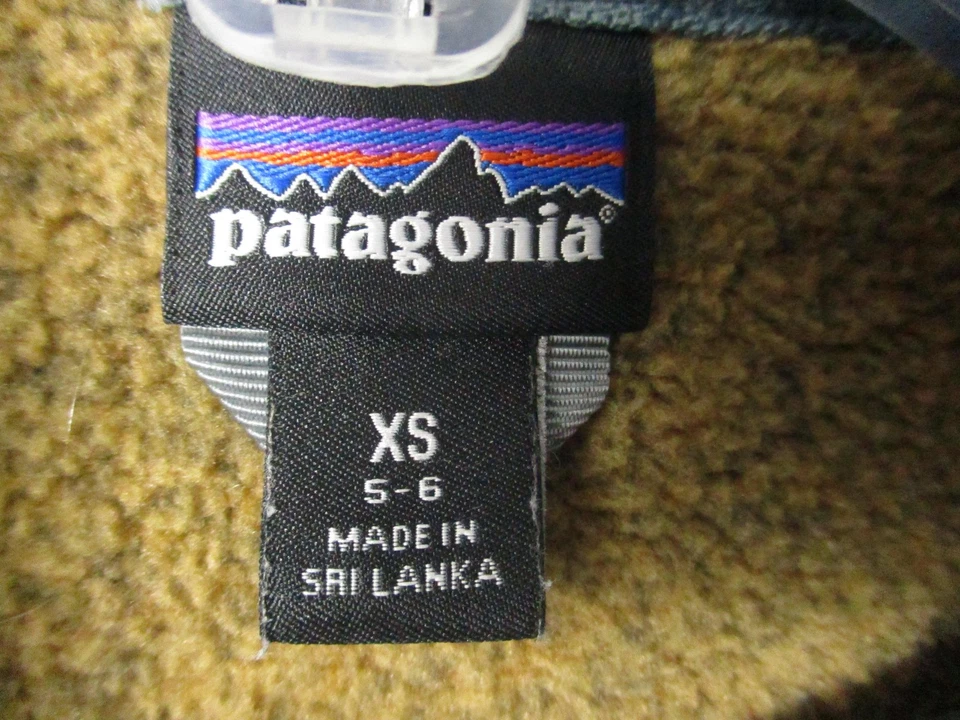 patagonia®
XS
5-6
MADE IN
SRI LANKA